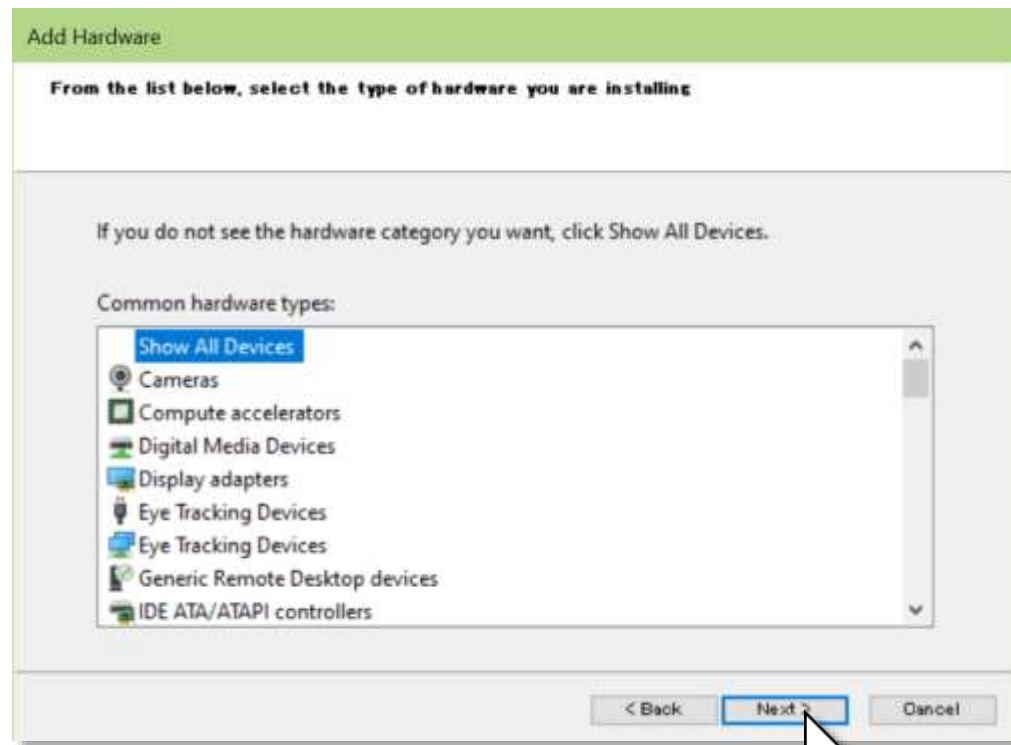 Add Hardware
From the list below, select the type of hardware you are installing
If you do not see the hardware category you want, click Show All Devices.
Common hardware types:
Show All Devices
Cameras
Compute accelerators
Digital Media Devices
Display adapters
Eye Tracking Devices
Eye Tracking Devices
Generic Remote Desktop devices
IDE ATA/ATAPI controllers
< Back Next > Cancel